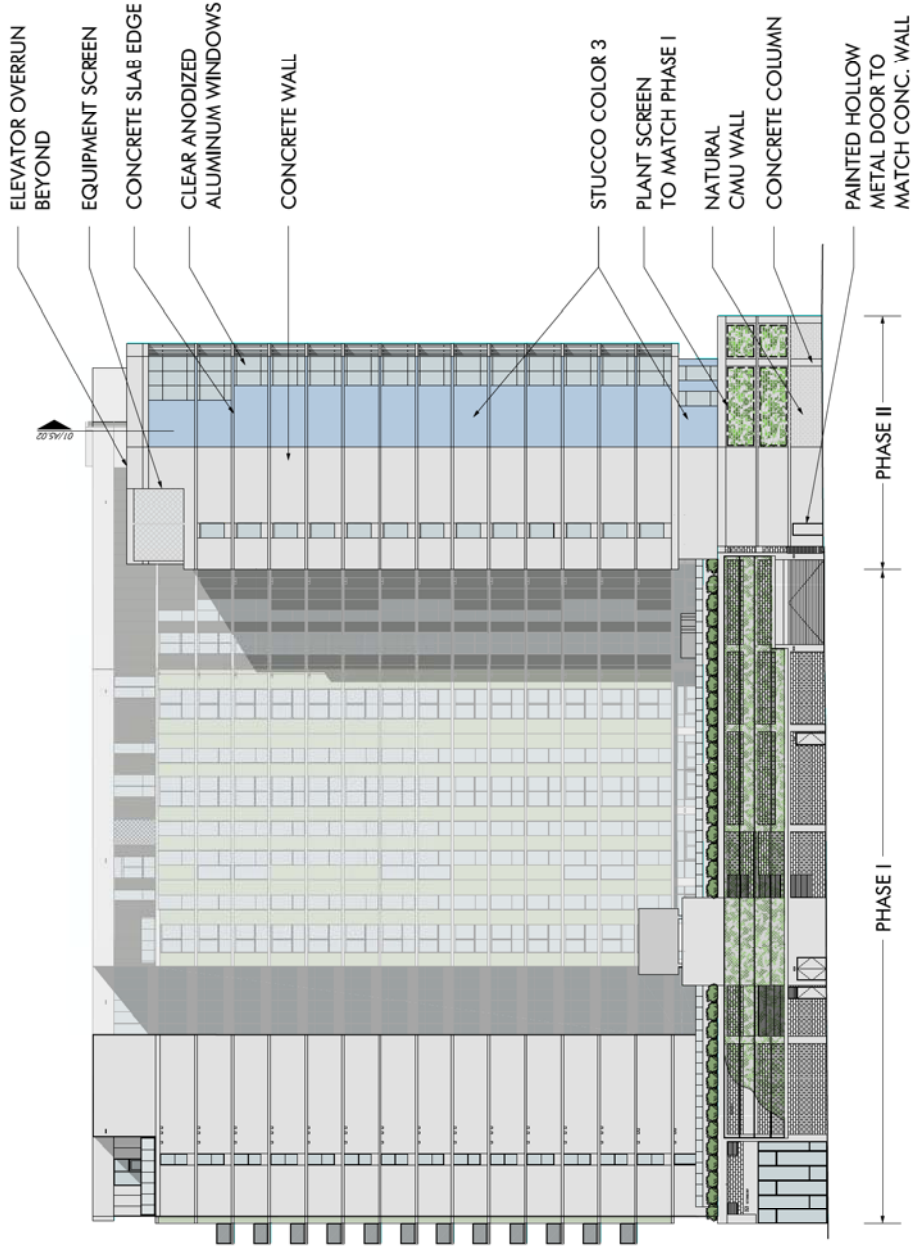 ELEVATOR OVERRUN
BEYOND
EQUIPMENT SCREEN
CONCRETE SLAB EDGE
CLEAR ANODIZED
ALUMINUM WINDOWS
CONCRETE WALL
STUCCO COLOR 3
PLANT SCREEN
TO MATCH PHASE I
NATURAL
CMU WALL
CONCRETE COLUMN
PAINTED HOLLOW
METAL DOOR TO
MATCH CONC. WALL
01/A5.02
PHASE I
PHASE II